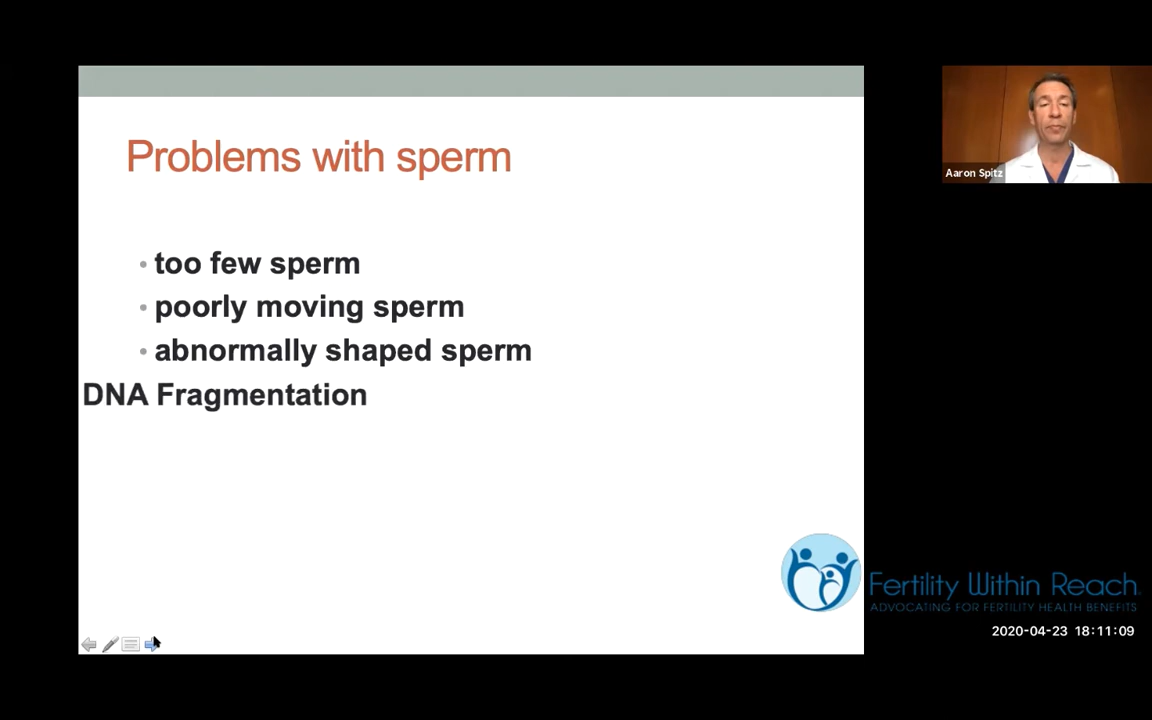 Problems with sperm
• too few sperm
• poorly moving sperm
• abnormally shaped sperm
DNA Fragmentation
Aaron Spitz
Fertility Within Reach.
ADVOCATING FOR FERTILITY HEALTH BENEFITS
2020-04-23 18:11:09